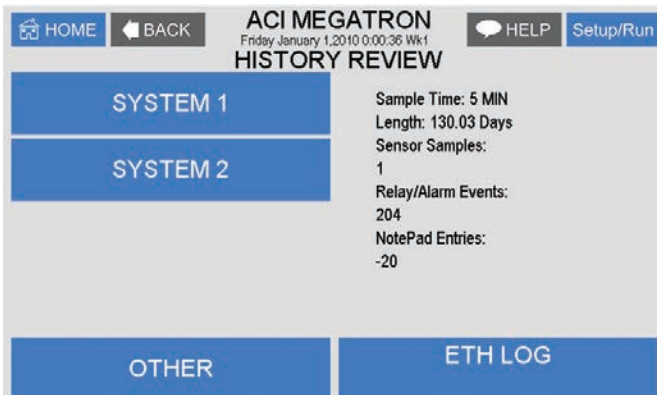 HOME
BACK
ACI MEGATRON
Friday January 1,2010 0:00:36 Wk1
HISTORY REVIEW
HELP
Setup/Run
SYSTEM 1
SYSTEM 2
Sample Time: 5 MIN
Length: 130.03 Days
Sensor Samples:
1
Relay/Alarm Events:
204
NotePad Entries:
-20
OTHER
ETH LOG